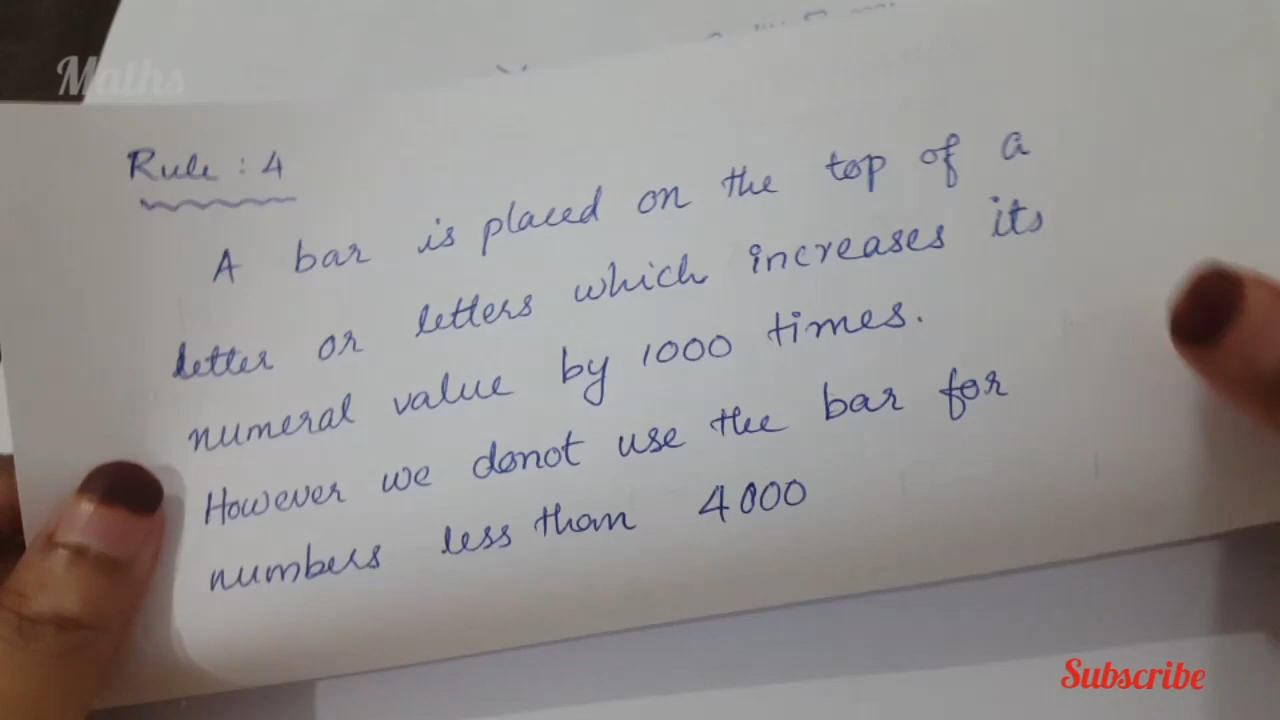 Maths
Rule : 4
A bar is placed on the top of a
letter or letters which increases its
numeral value by 1000 times.
However we donot use the bar for
numbers less than 4000
Subscribe